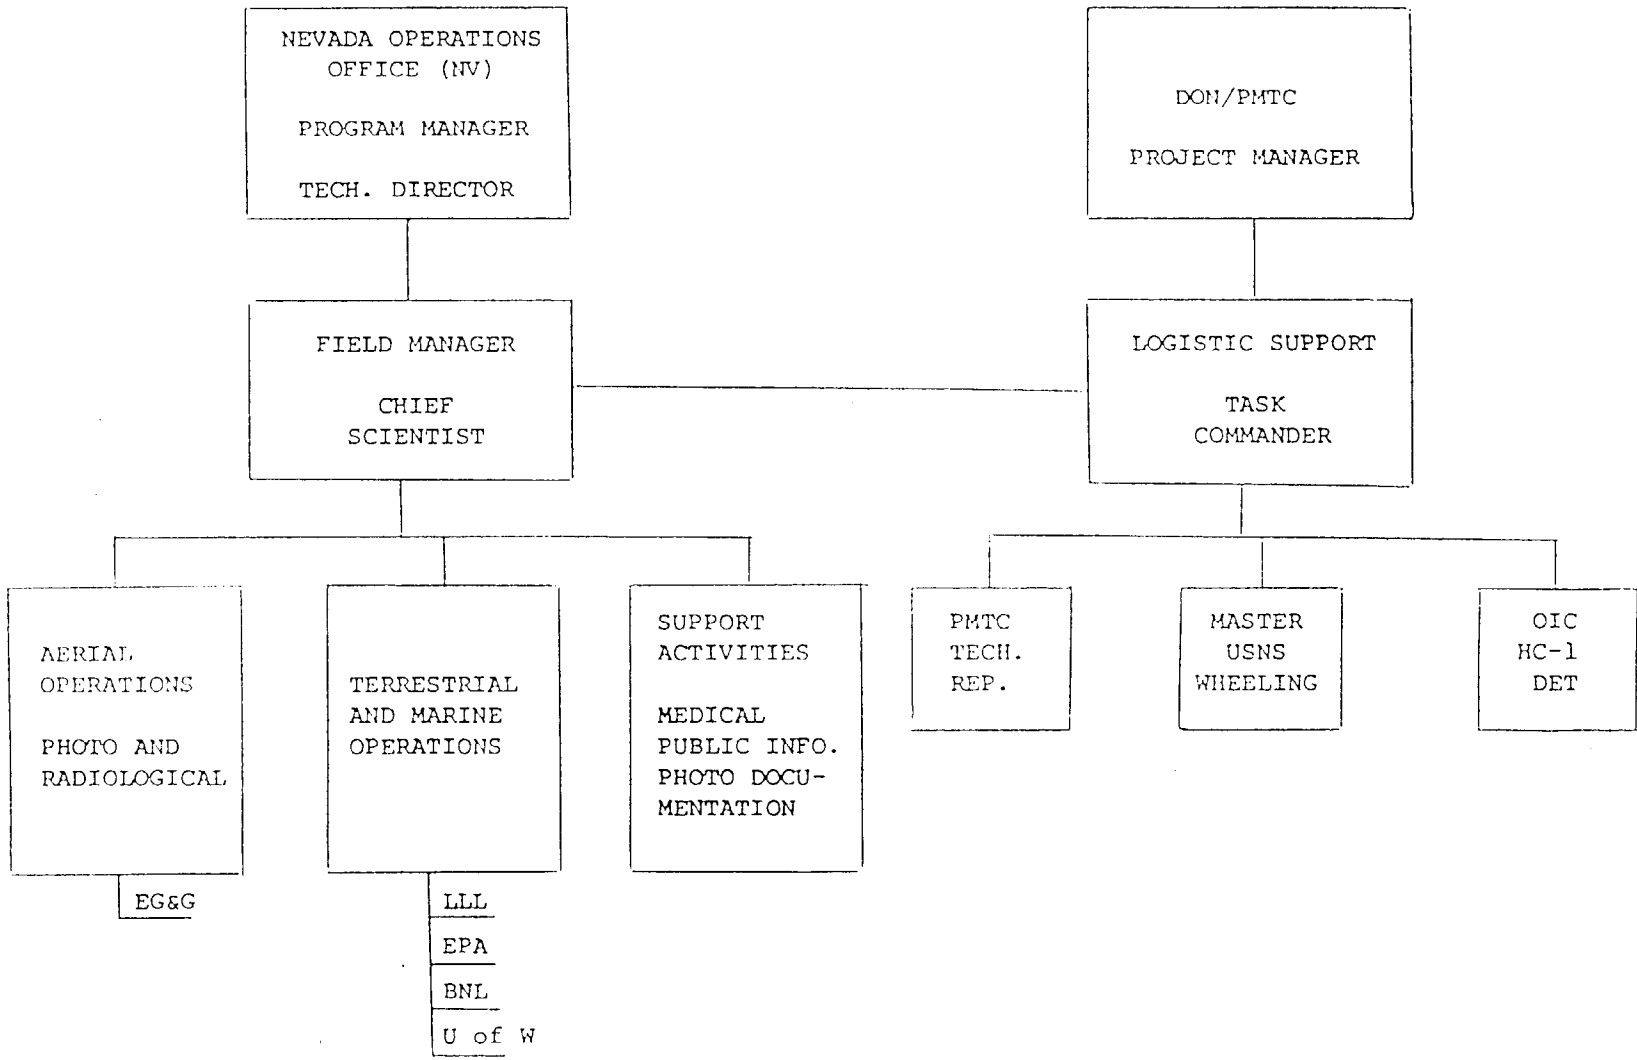 NEVADA OPERATIONS
OFFICE (NV)
PROGRAM MANAGER
TECH. DIRECTOR
DON/PMTC
PROJECT MANAGER
FIELD MANAGER
CHIEF
SCIENTIST
LOGISTIC SUPPORT
TASK
COMMANDER
AERIAL
OPERATIONS
PHOTO AND
RADIOLOGICAL
TERRESTRIAL
AND MARINE
OPERATIONS
SUPPORT
ACTIVITIES
MEDICAL
PUBLIC INFO.
PHOTO DOCU-
MENTATION
PMTC
TECH.
REP.
MASTER
USNS
WHEELING
OIC
HC-1
DET
EG&G
LLL
EPA
BNL
U of W